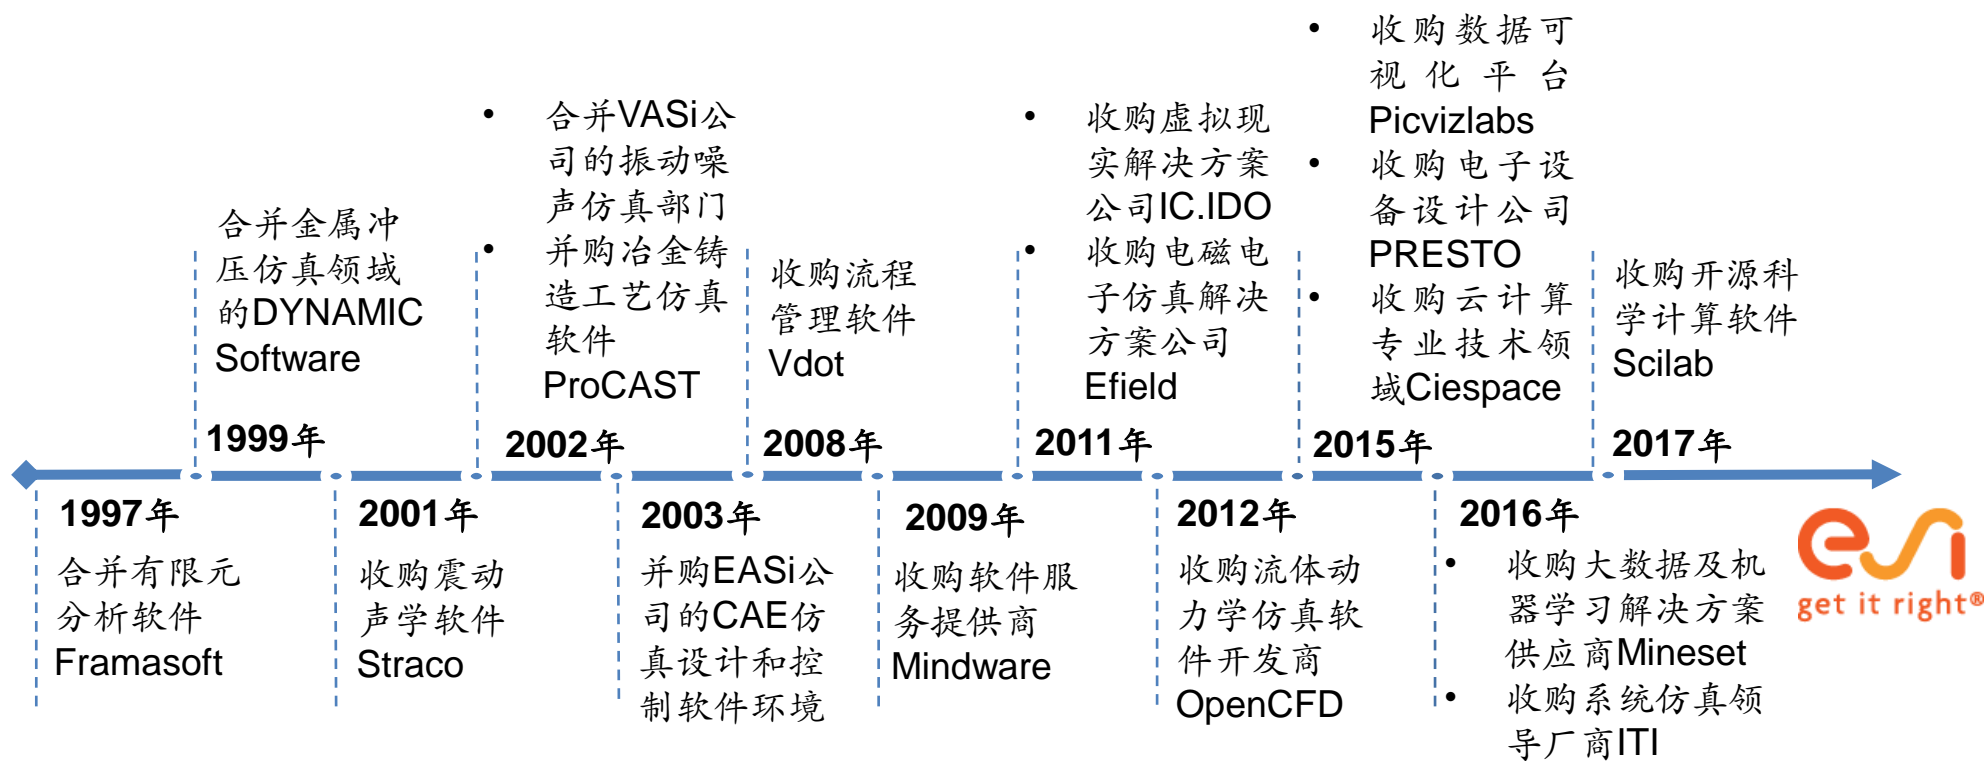 1997年
合并有限元
分析软件
Framasoft
合并金属冲
压仿真领域
的DYNAMIC
Software
1999年
2001年
收购震动
声学软件
Straco
• 合并VASi公
司的振动噪
声仿真部门
• 并购冶金铸
造工艺仿真
软件
ProCAST
2002年
2003年
并购EASi公
司的CAE仿
真设计和控
制软件环境
收购流程
管理软件
Vdot
2008年
2009年
收购软件服
务提供商
Mindware
• 收购虚拟现
实解决方案
公司IC.IDO
• 收购电磁电
子仿真解决
方案公司
Efield
2011年
2012年
收购流体动
力学仿真软
件开发商
OpenCFD
• 收购数据可
视化平台
Picvizlabs
• 收购电子设
备设计公司
PRESTO
• 收购云计算
专业技术领
域Ciespace
2015年
2016年
• 收购大数据及机
器学习解决方案
供应商Mineset
• 收购系统仿真领
导厂商ITI
收购开源科
学计算软件
Scilab
2017年
esi
get it right®